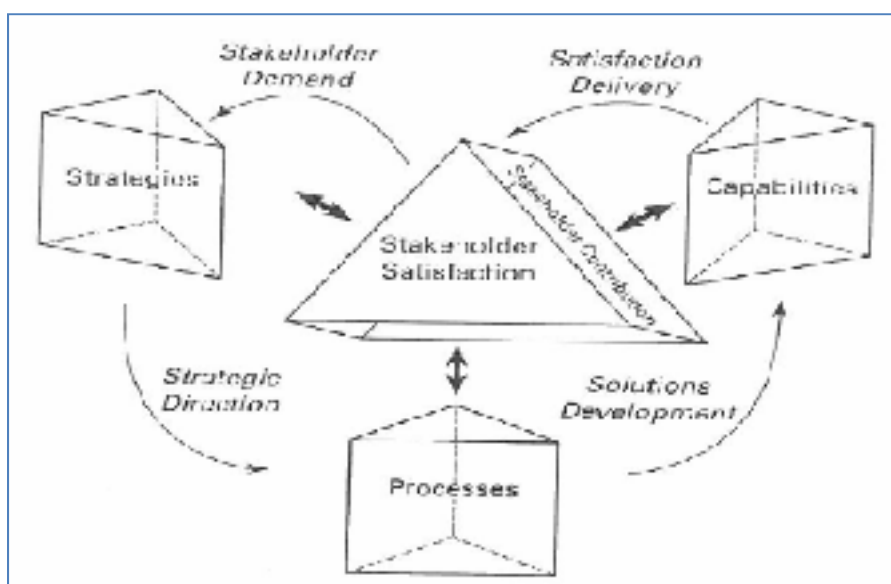 Stakeholder
Demand
Satisfaction
Delivery
Strategies
Capabilities
Stakeholder Contribution
Stakeholder
Satisfaction
Strategic
Direction
Solutions
Development
Processes